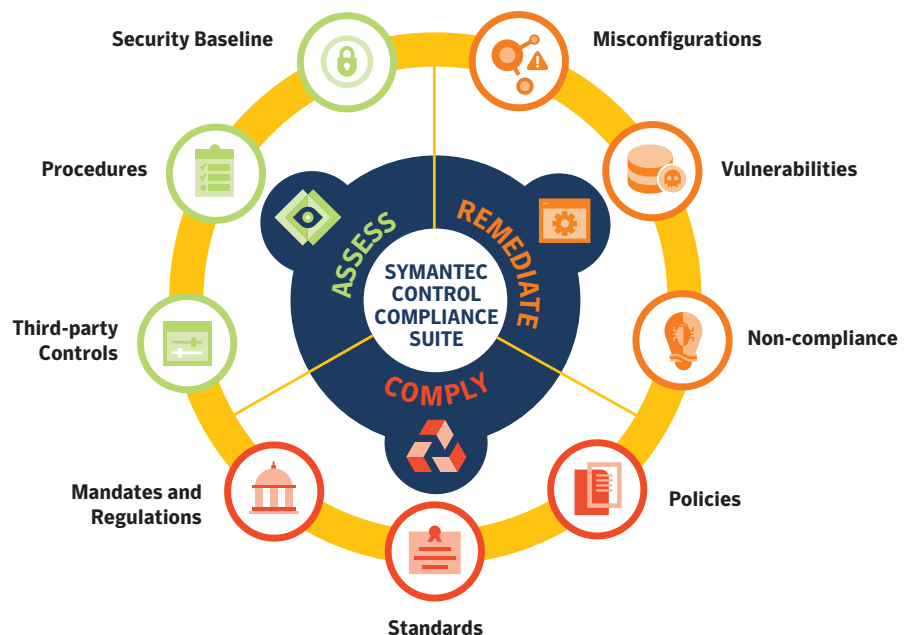 Security Baseline
Misconfigurations
Procedures
Vulnerabilities
ASSESS
REMEDIATE
SYMANTEC
CONTROL
COMPLIANCE
SUITE
Third-party
Controls
Non-compliance
COMPLY
Mandates and
Regulations
Policies
Standards